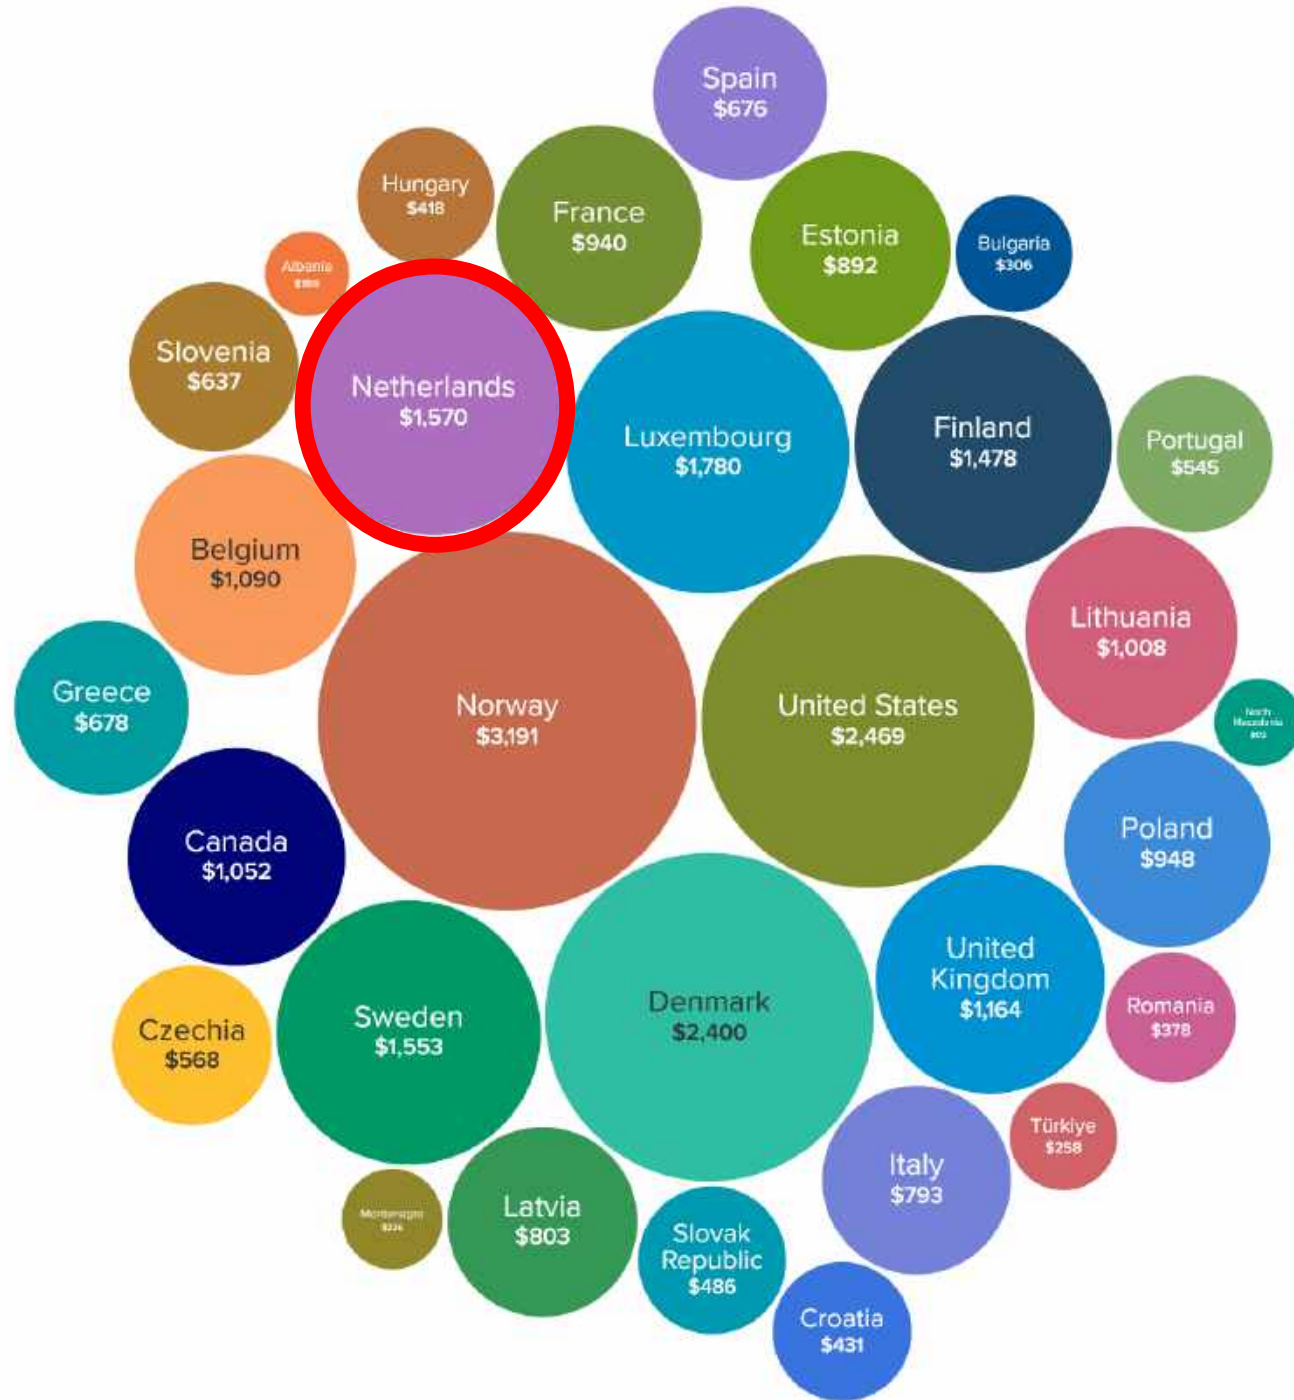 Spain
$676
Hungary
$418
France
$940
Estonia
$892
Bulgaria
$306
Albania
Slovenia
$637
Netherlands
$1,570
Luxembourg
$1,780
Finland
$1,478
Portugal
$545
Belgium
$1,090
Lithuania
$1,008
Greece
$678
Norway
$3,191
United States
$2,469
North
Macedonia
Canada
$1,052
Poland
$948
United
Kingdom
$1,164
Denmark
$2,400
Sweden
$1,553
Czechia
$568
Romania
$378
Türkiye
$258
Italy
$793
Montenegro
Latvia
$803
Slovak
Republic
$486
Croatia
$431